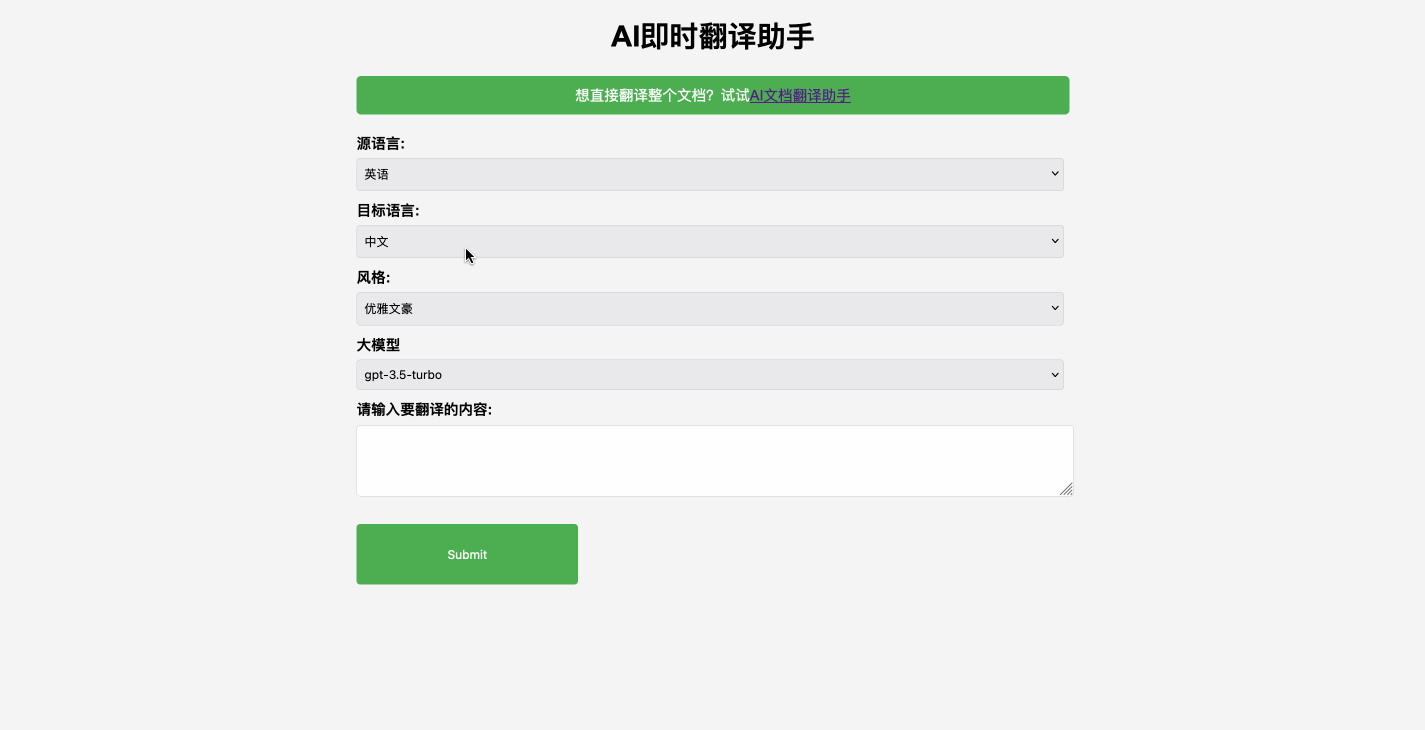 AI即时翻译助手
想直接翻译整个文档？试试AI文档翻译助手
源语言:
英语
目标语言:
中文
风格:
优雅文豪
大模型
gpt-3.5-turbo
请输入要翻译的内容:
Submit